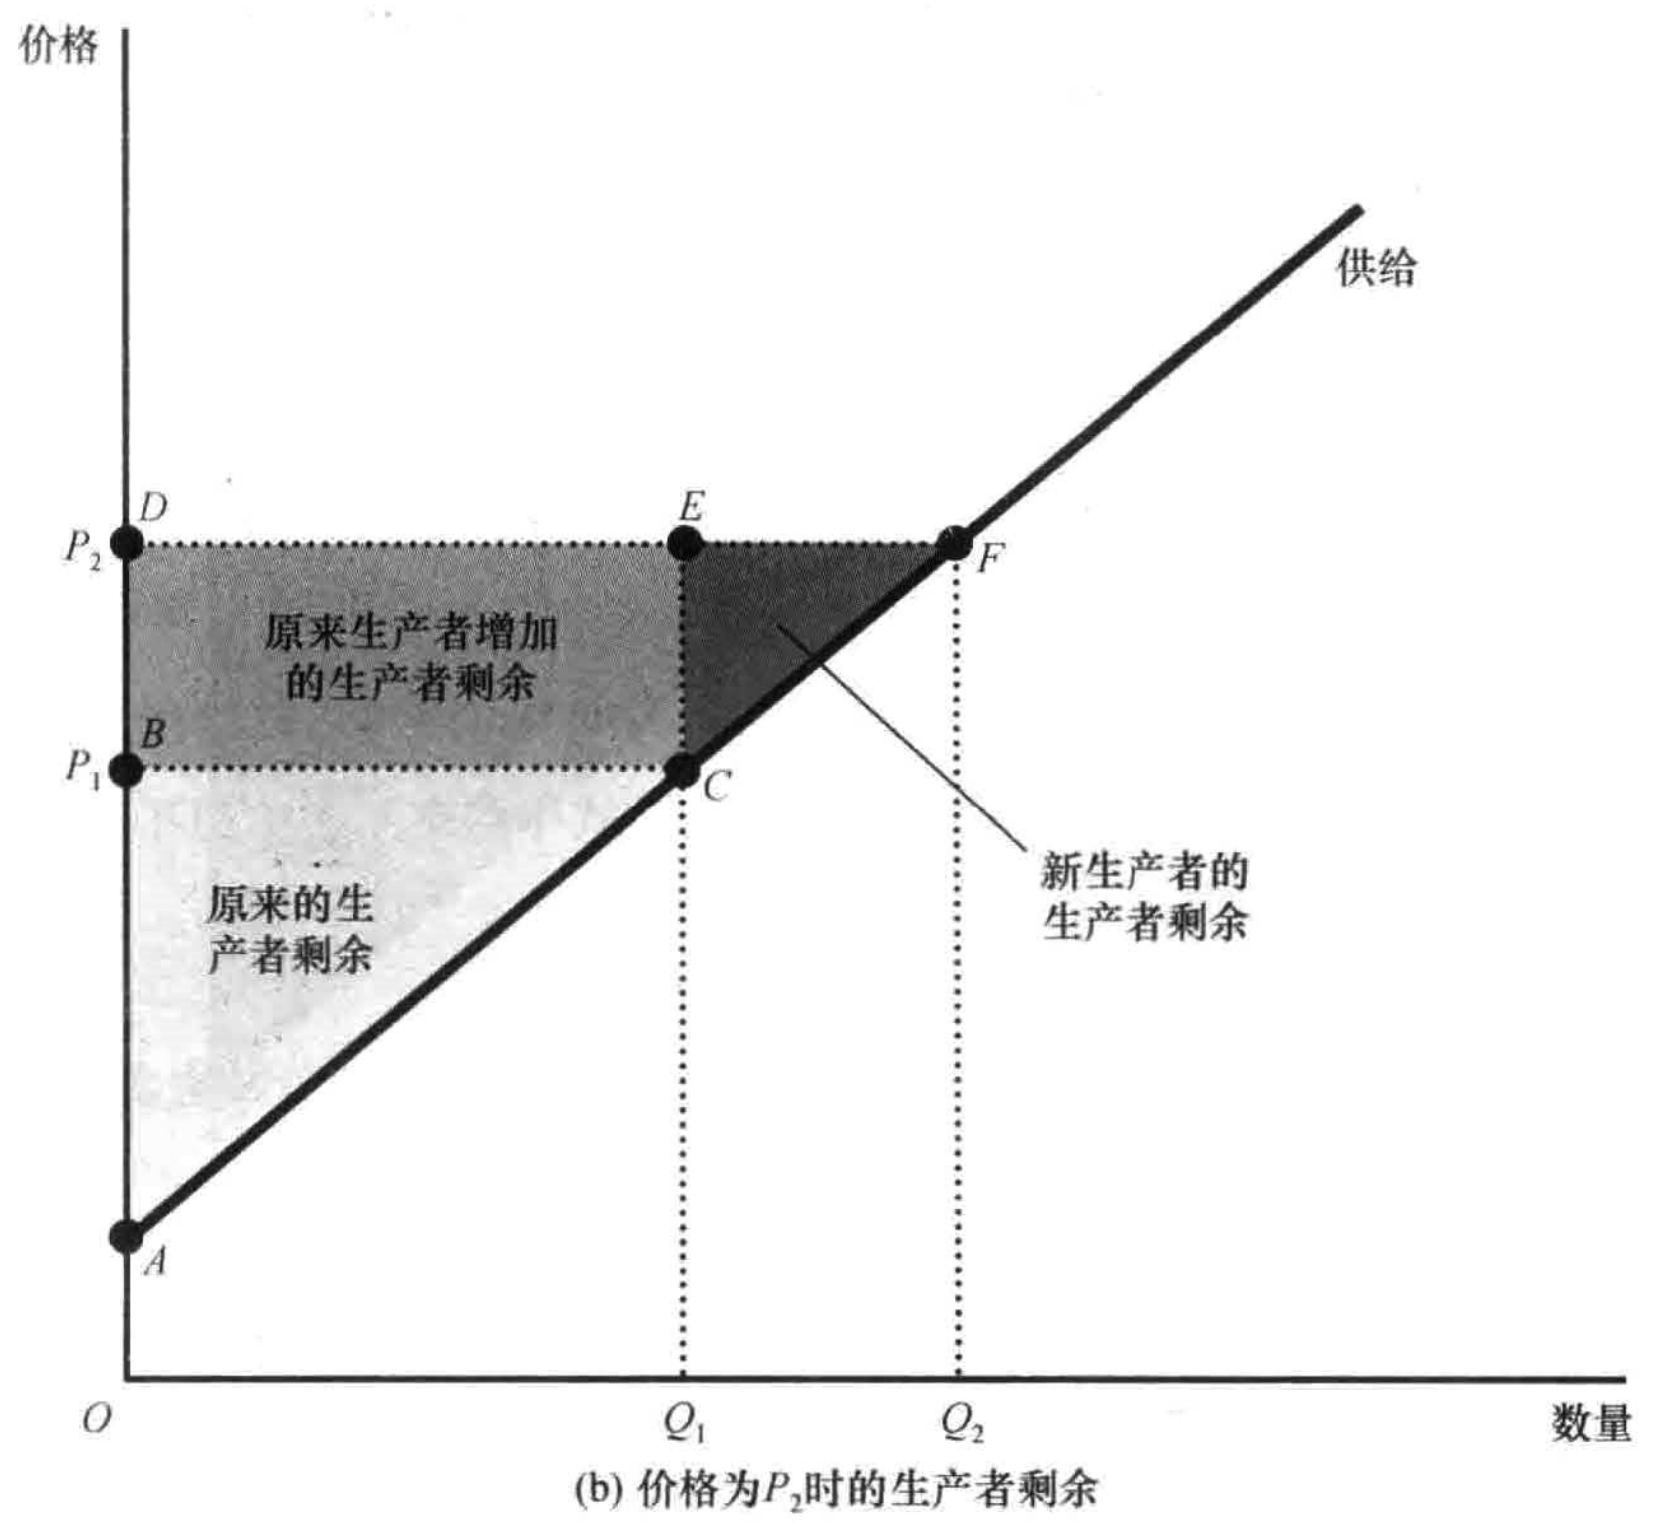 价格
供给
D
E
P₂
F
原来生产者增加
的生产者剩余
B
P₁
C
新生产者的
生产者剩余
原来的生
产者剩余
A
O
Q₁
Q₂
数量
(b) 价格为P₂时的生产者剩余